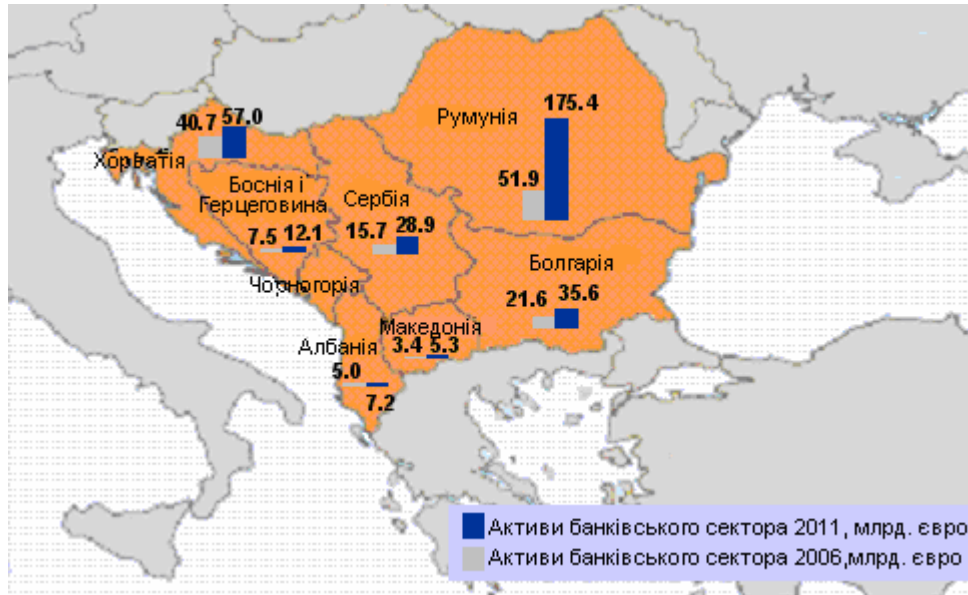 Румунія
175.4
51.9
40.7 57.0
Хорватія
Боснія і
Герцеговина
7.5 12.1
Сербія
15.7 28.9
Болгарія
21.6 35.6
Чорногорія
Македонія
3.4 5.3
Албанія
5.0
7.2
Активи банківського сектора 2011, млрд. євро
Активи банківського сектора 2006,млрд. євро